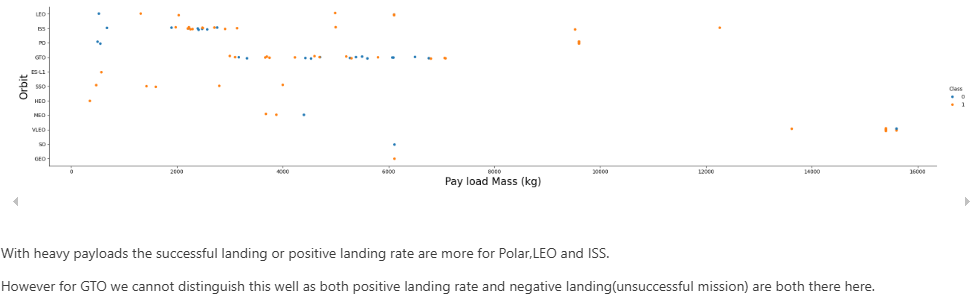 LEO
ISS
PO
GTO
ES-L1
SSO
HEO
MEO
VLEO
SO
GEO
Orbit
0 2000 4000 6000 8000 10000 12000 14000 16000
Pay load Mass (kg)
Class
0
1
With heavy payloads the successful landing or positive landing rate are more for Polar,LEO and ISS.
However for GTO we cannot distinguish this well as both positive landing rate and negative landing(unsuccessful mission) are both there here.